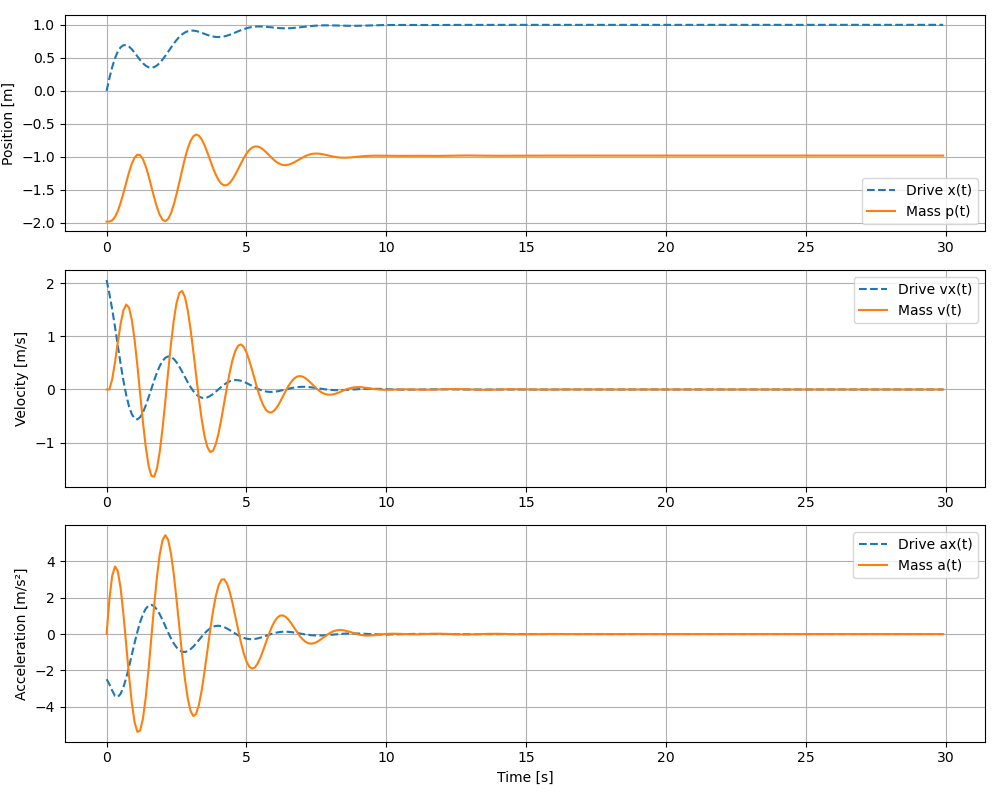 Position [m]
1.0
0.5
0.0
−0.5
−1.0
−1.5
−2.0
Drive x(t)
Mass p(t)
0 5 10 15 20 25 30
Velocity [m/s]
2
1
0
−1
Drive vx(t)
Mass v(t)
0 5 10 15 20 25 30
Acceleration [m/s²]
4
2
0
−2
−4
Drive ax(t)
Mass a(t)
0 5 10 15 20 25 30
Time [s]